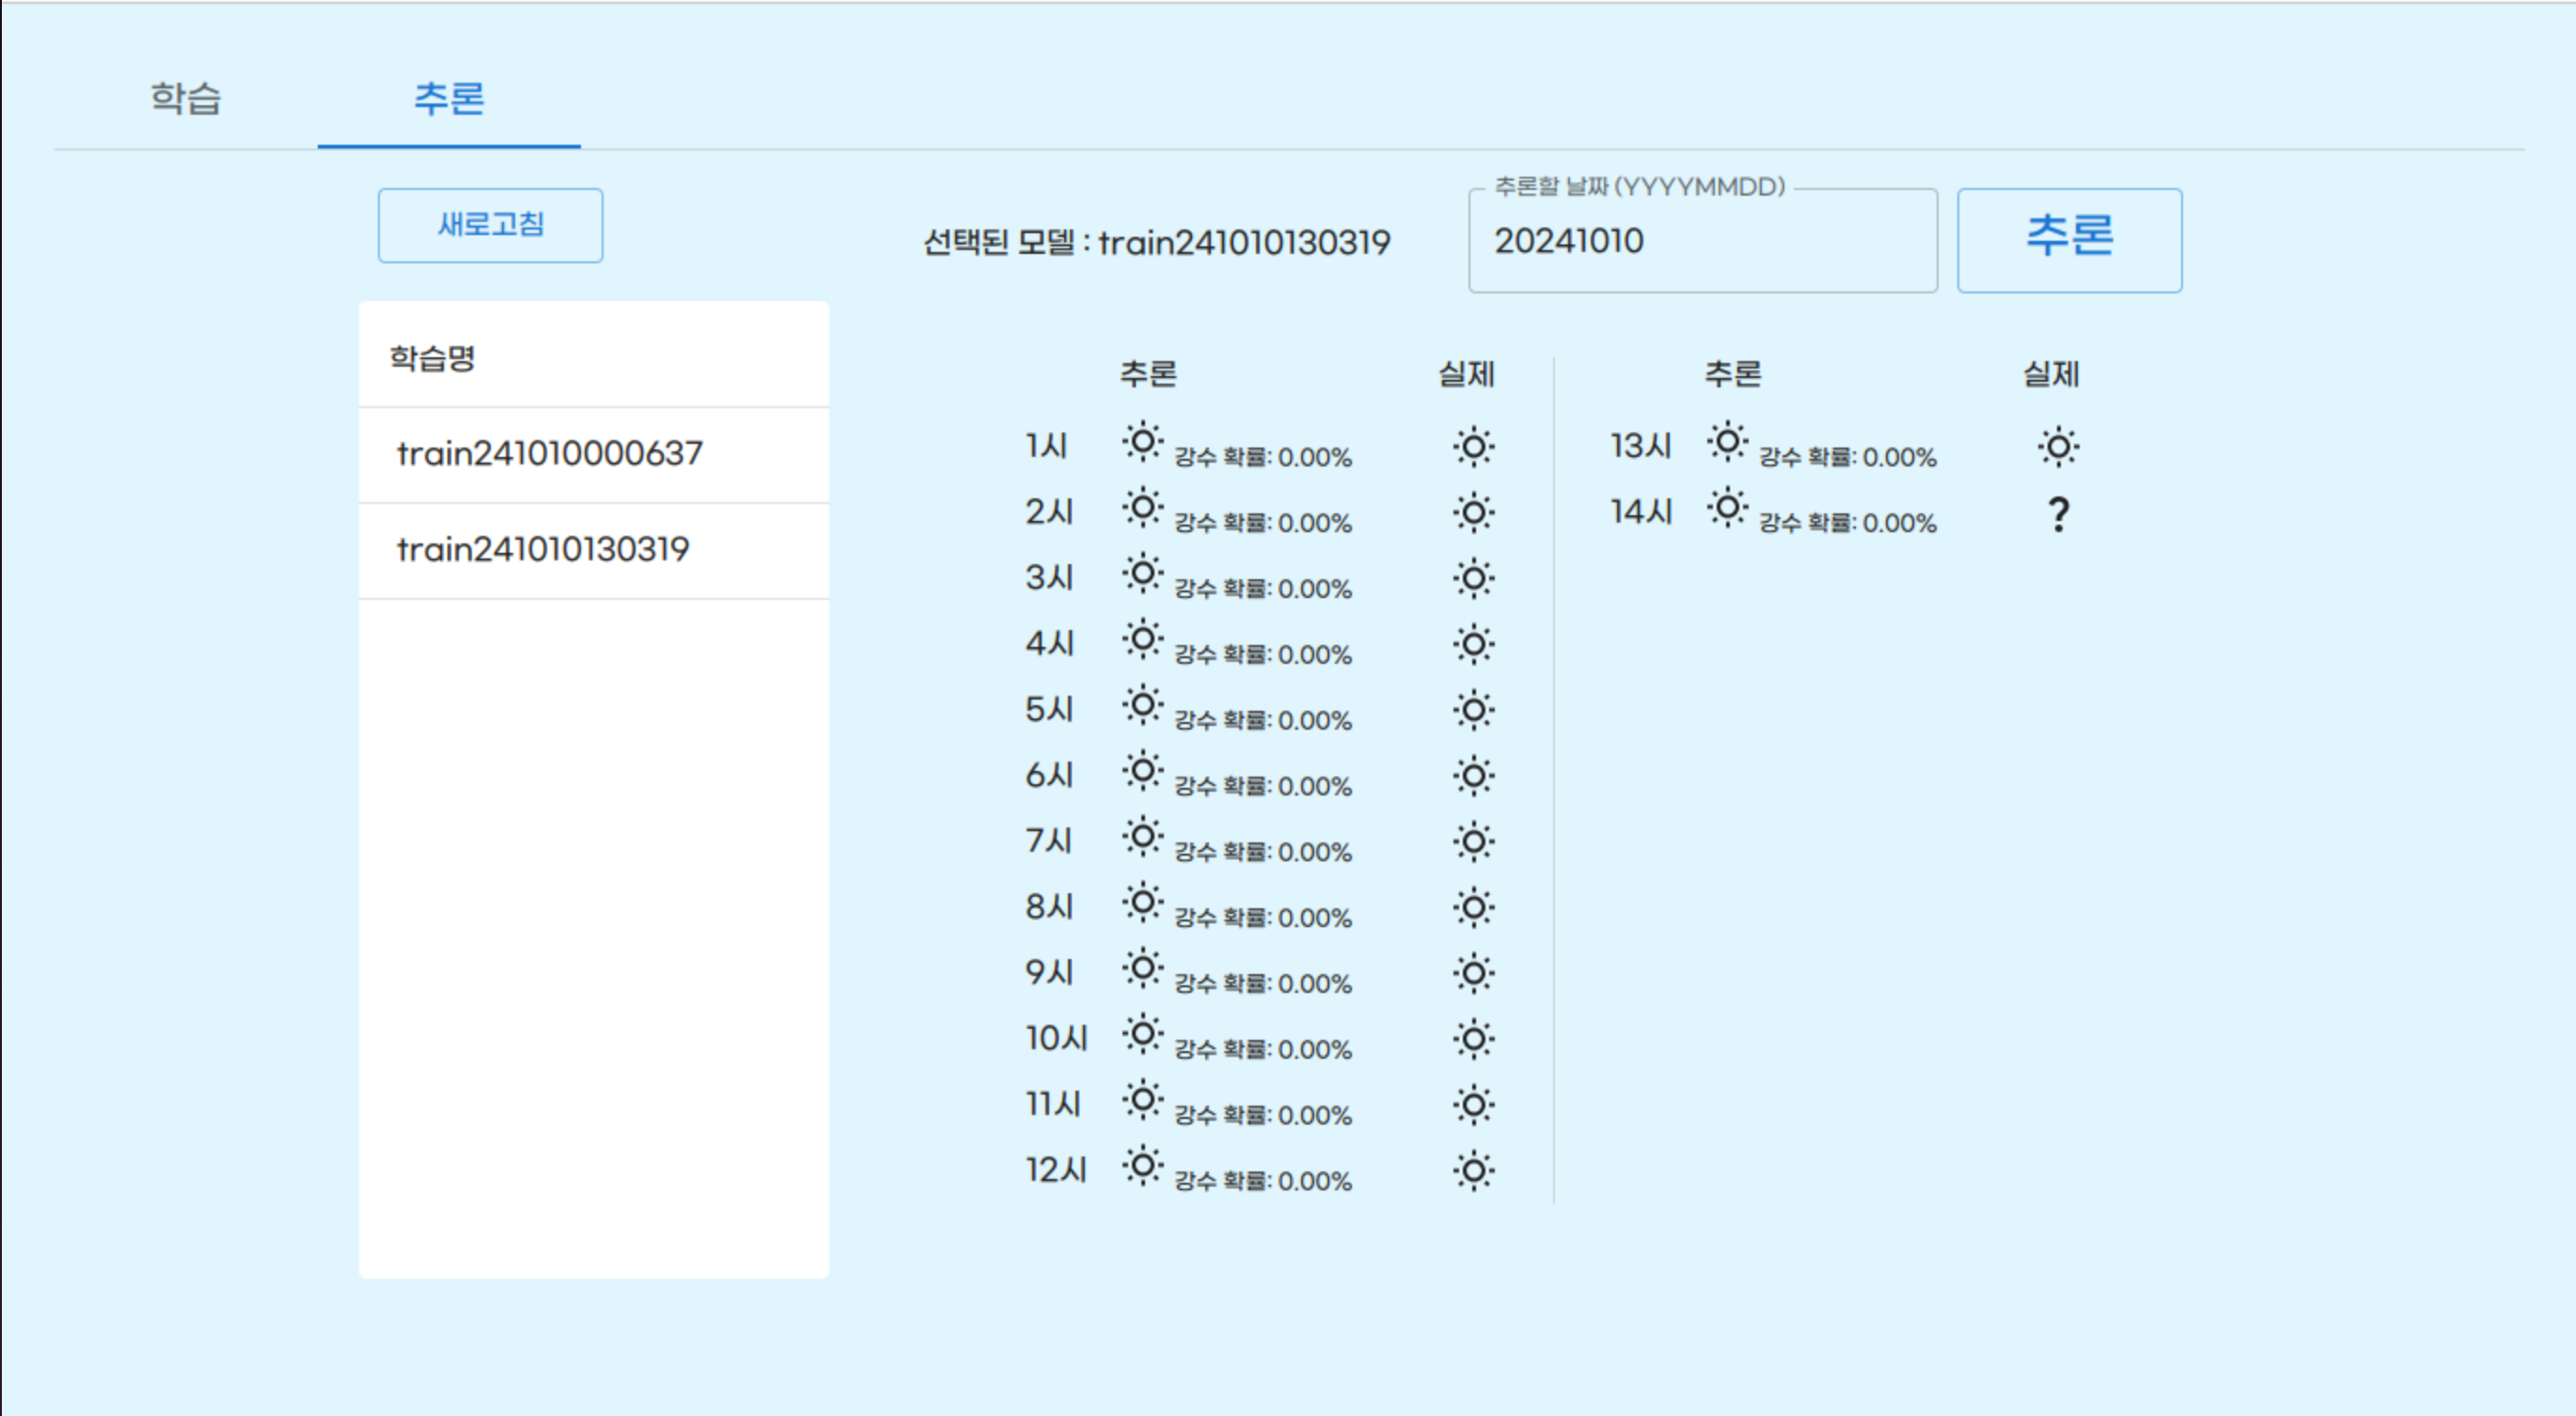 학습 추론
새로고침
선택된 모델 : train241010130319
추론할 날짜 (YYYYMMDD)
20241010
추론
학습명
train241010000637
train241010130319
추론 실제
1시 강수 확률: 0.00%
2시 강수 확률: 0.00%
3시 강수 확률: 0.00%
4시 강수 확률: 0.00%
5시 강수 확률: 0.00%
6시 강수 확률: 0.00%
7시 강수 확률: 0.00%
8시 강수 확률: 0.00%
9시 강수 확률: 0.00%
10시 강수 확률: 0.00%
11시 강수 확률: 0.00%
12시 강수 확률: 0.00%
추론 실제
13시 강수 확률: 0.00%
14시 강수 확률: 0.00% ?